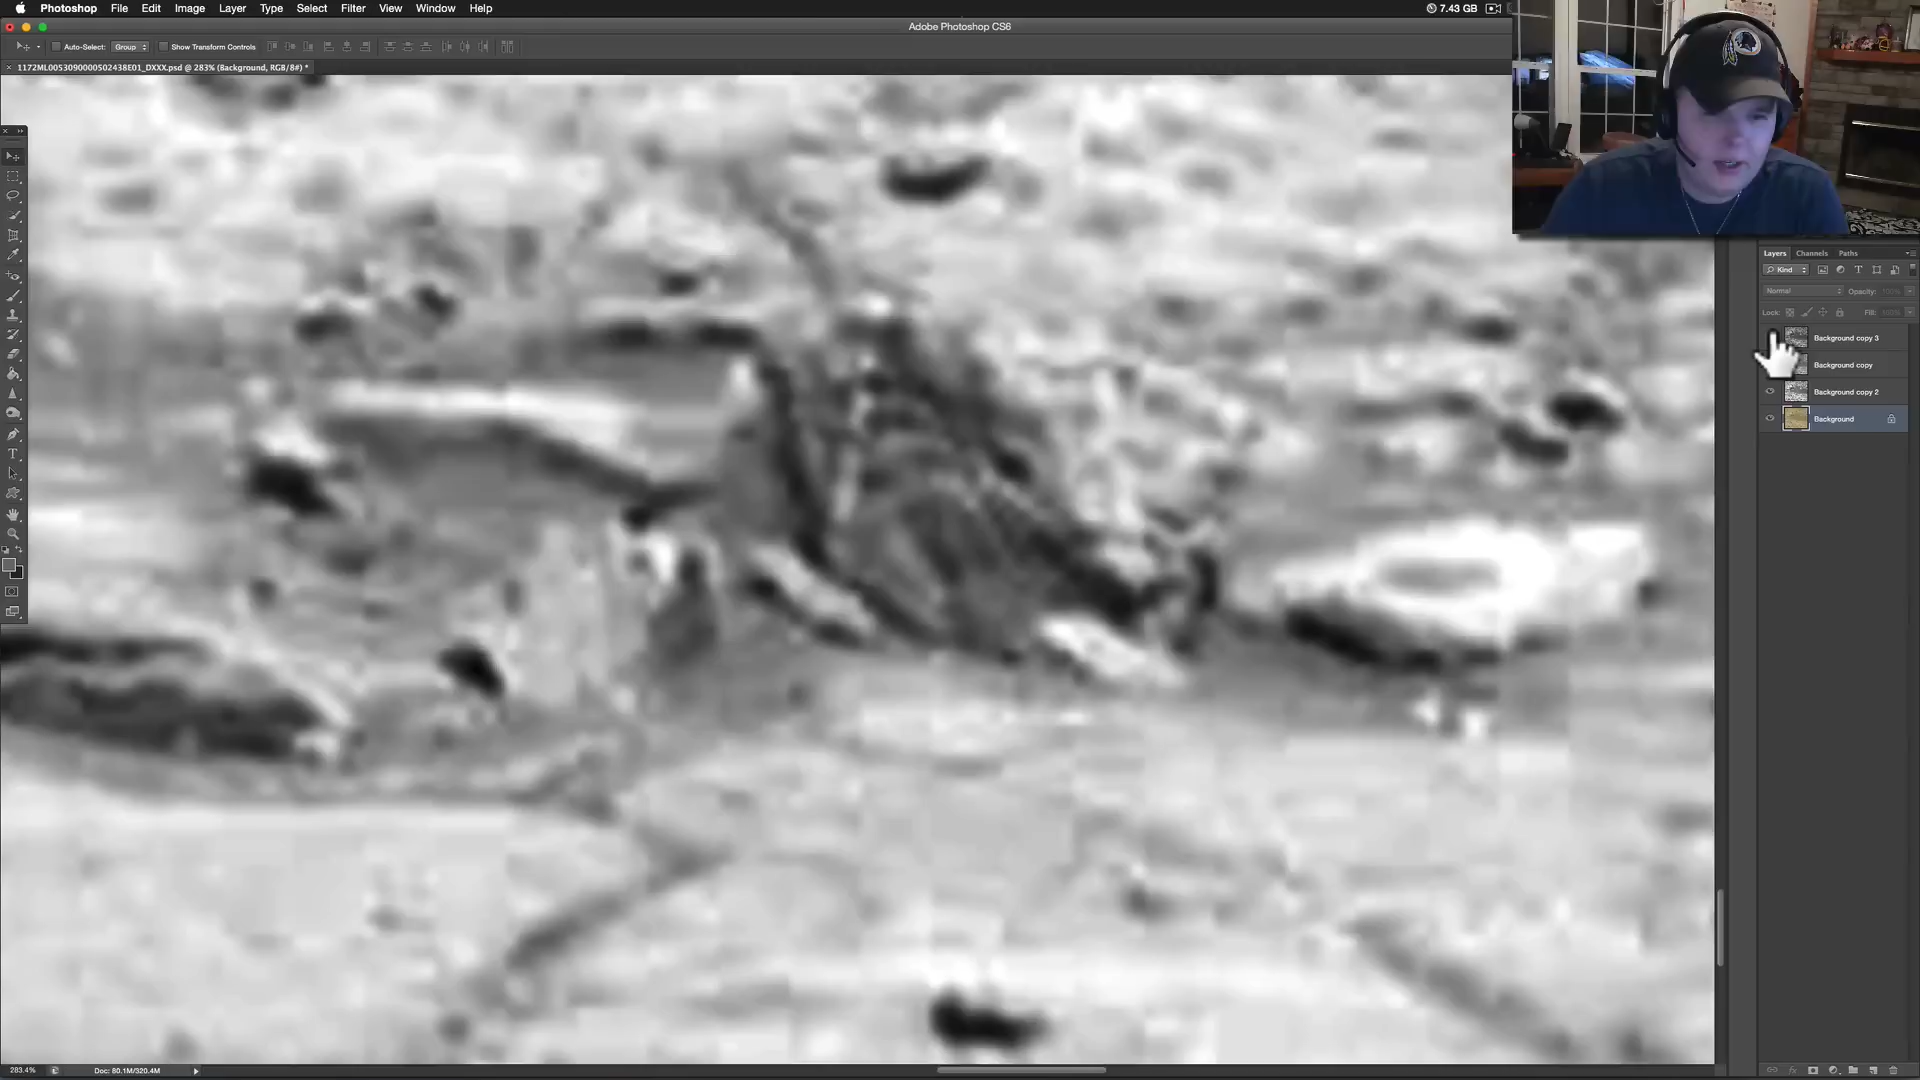 Photoshop File Edit Image Layer Type Select Filter View Window Help 7.43 GB
Adobe Photoshop CS6
Auto-Select: Group Show Transform Controls
1172ML0053090000502438E01_DXXX.psd @ 283% (Background, RGB/8#) *
Layers Channels Paths
Kind
Normal Opacity: 100%
Lock: Fill: 100%
Background copy 3
Background copy
Background copy 2
Background
283.4% Doc: 80.1M/320.4M